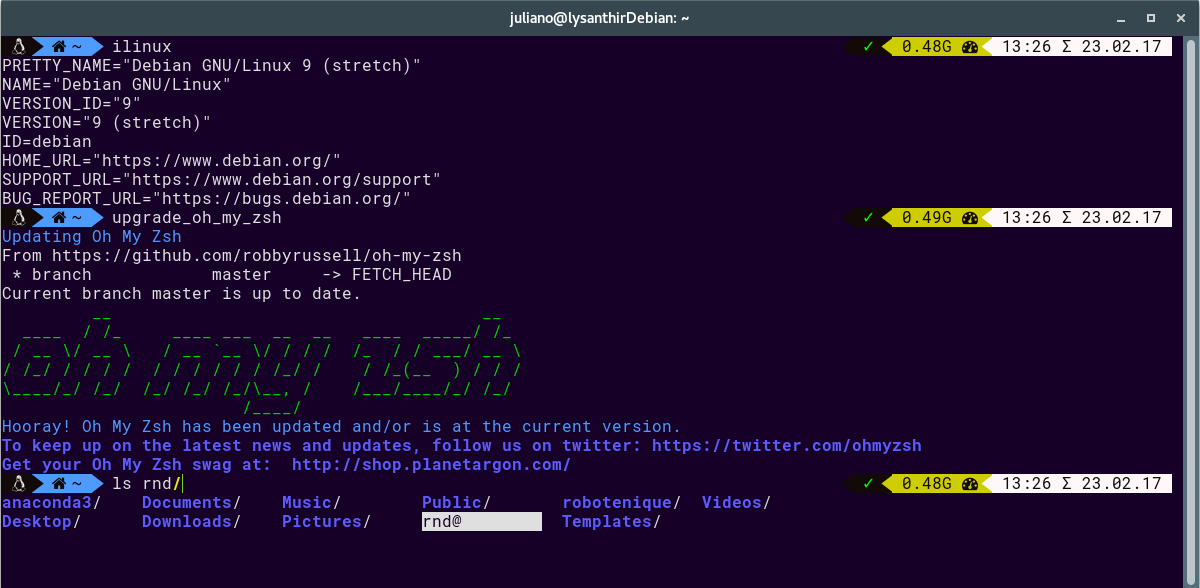 juliano@lysanthirDebian: ~
~ ilinux ✓ 0.48G 13:26 Σ 23.02.17
PRETTY_NAME="Debian GNU/Linux 9 (stretch)"
NAME="Debian GNU/Linux"
VERSION_ID="9"
VERSION="9 (stretch)"
ID=debian
HOME_URL="https://www.debian.org/"
SUPPORT_URL="https://www.debian.org/support"
BUG_REPORT_URL="https://bugs.debian.org/"
~ upgrade_oh_my_zsh ✓ 0.49G 13:26 Σ 23.02.17
Updating Oh My Zsh
From https://github.com/robbyrussell/oh-my-zsh
 * branch            master     -> FETCH_HEAD
Current branch master is up to date.
oh my zsh
Hooray! Oh My Zsh has been updated and/or is at the current version.
To keep up on the latest news and updates, follow us on twitter: https://twitter.com/ohmyzsh
Get your Oh My Zsh swag at:  http://shop.planetargon.com/
~ ls rnd/ ✓ 0.48G 13:26 Σ 23.02.17
anaconda3/ Documents/ Music/ Public/ robotenique/ Videos/
Desktop/ Downloads/ Pictures/ rnd@ Templates/